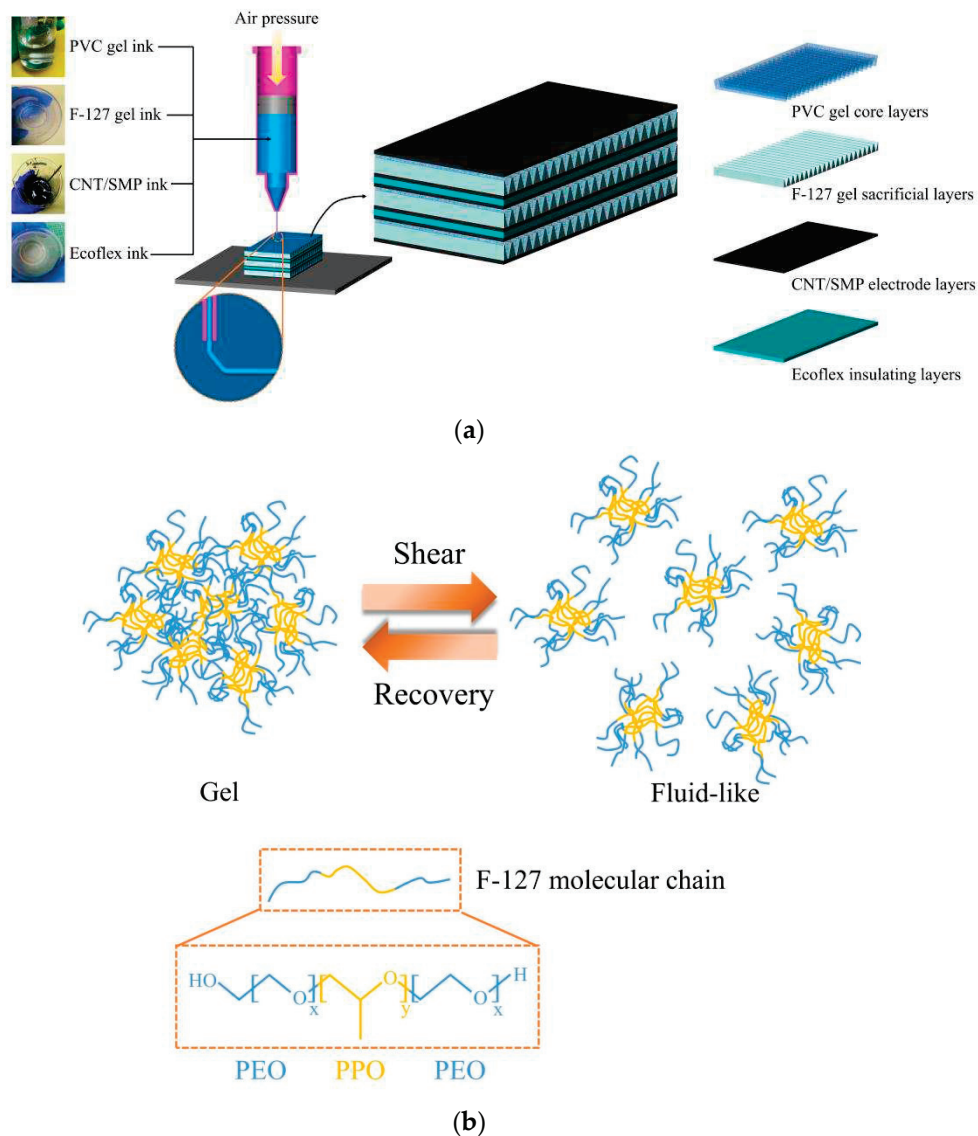 Air pressure
PVC gel ink
F-127 gel ink
CNT/SMP ink
Ecoflex ink
PVC gel core layers
F-127 gel sacrificial layers
CNT/SMP electrode layers
Ecoflex insulating layers
(a)
Shear
Recovery
Gel
Fluid-like
F-127 molecular chain
HO [ O ]x [ O ]y [ O ]x H
PEO PPO PEO
(b)